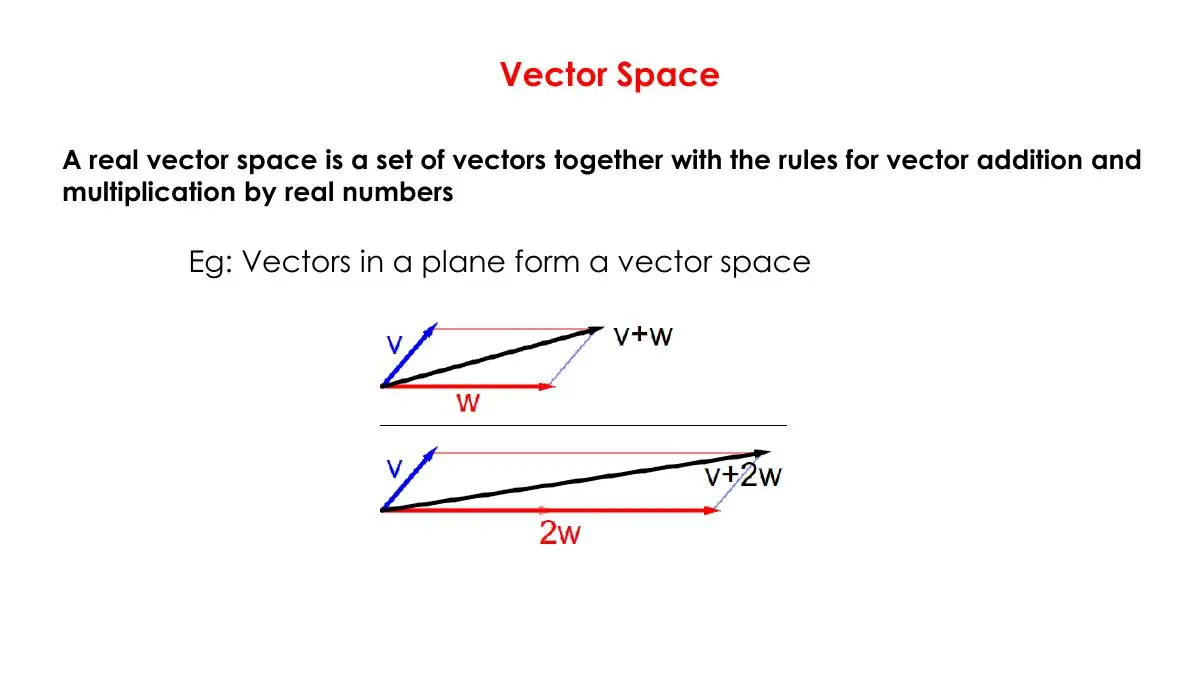 Vector Space
A real vector space is a set of vectors together with the rules for vector addition and
multiplication by real numbers
Eg: Vectors in a plane form a vector space
v
v+w
w
v
v+2w
2w